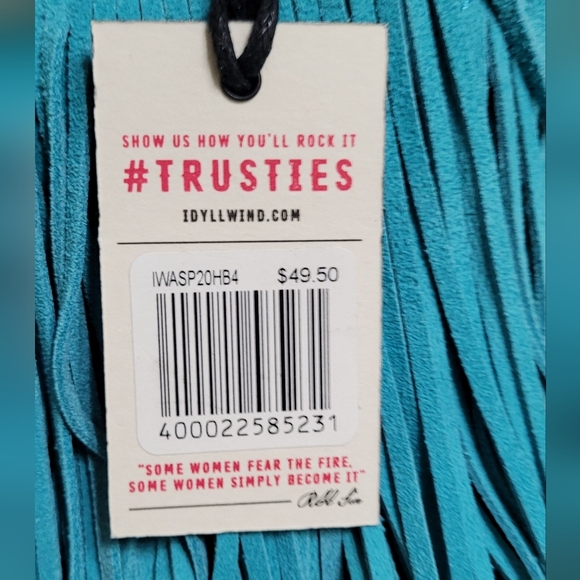 SHOW US HOW YOU'LL ROCK IT
#TRUSTIES
IDYLLWIND.COM
IWASP20HB4 $49.50
400022585231
"SOME WOMEN FEAR THE FIRE,
SOME WOMEN SIMPLY BECOME IT"